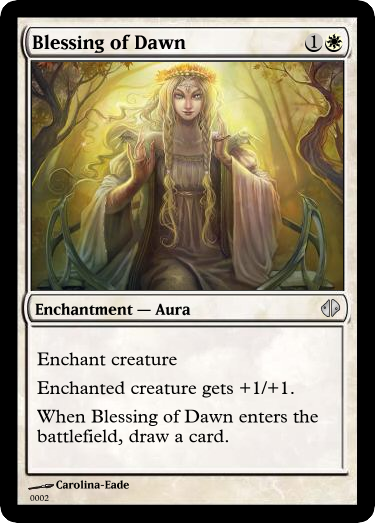 Blessing of Dawn 1
Enchantment — Aura
Enchant creature
Enchanted creature gets +1/+1.
When Blessing of Dawn enters the
battlefield, draw a card.
Carolina-Eade
0002